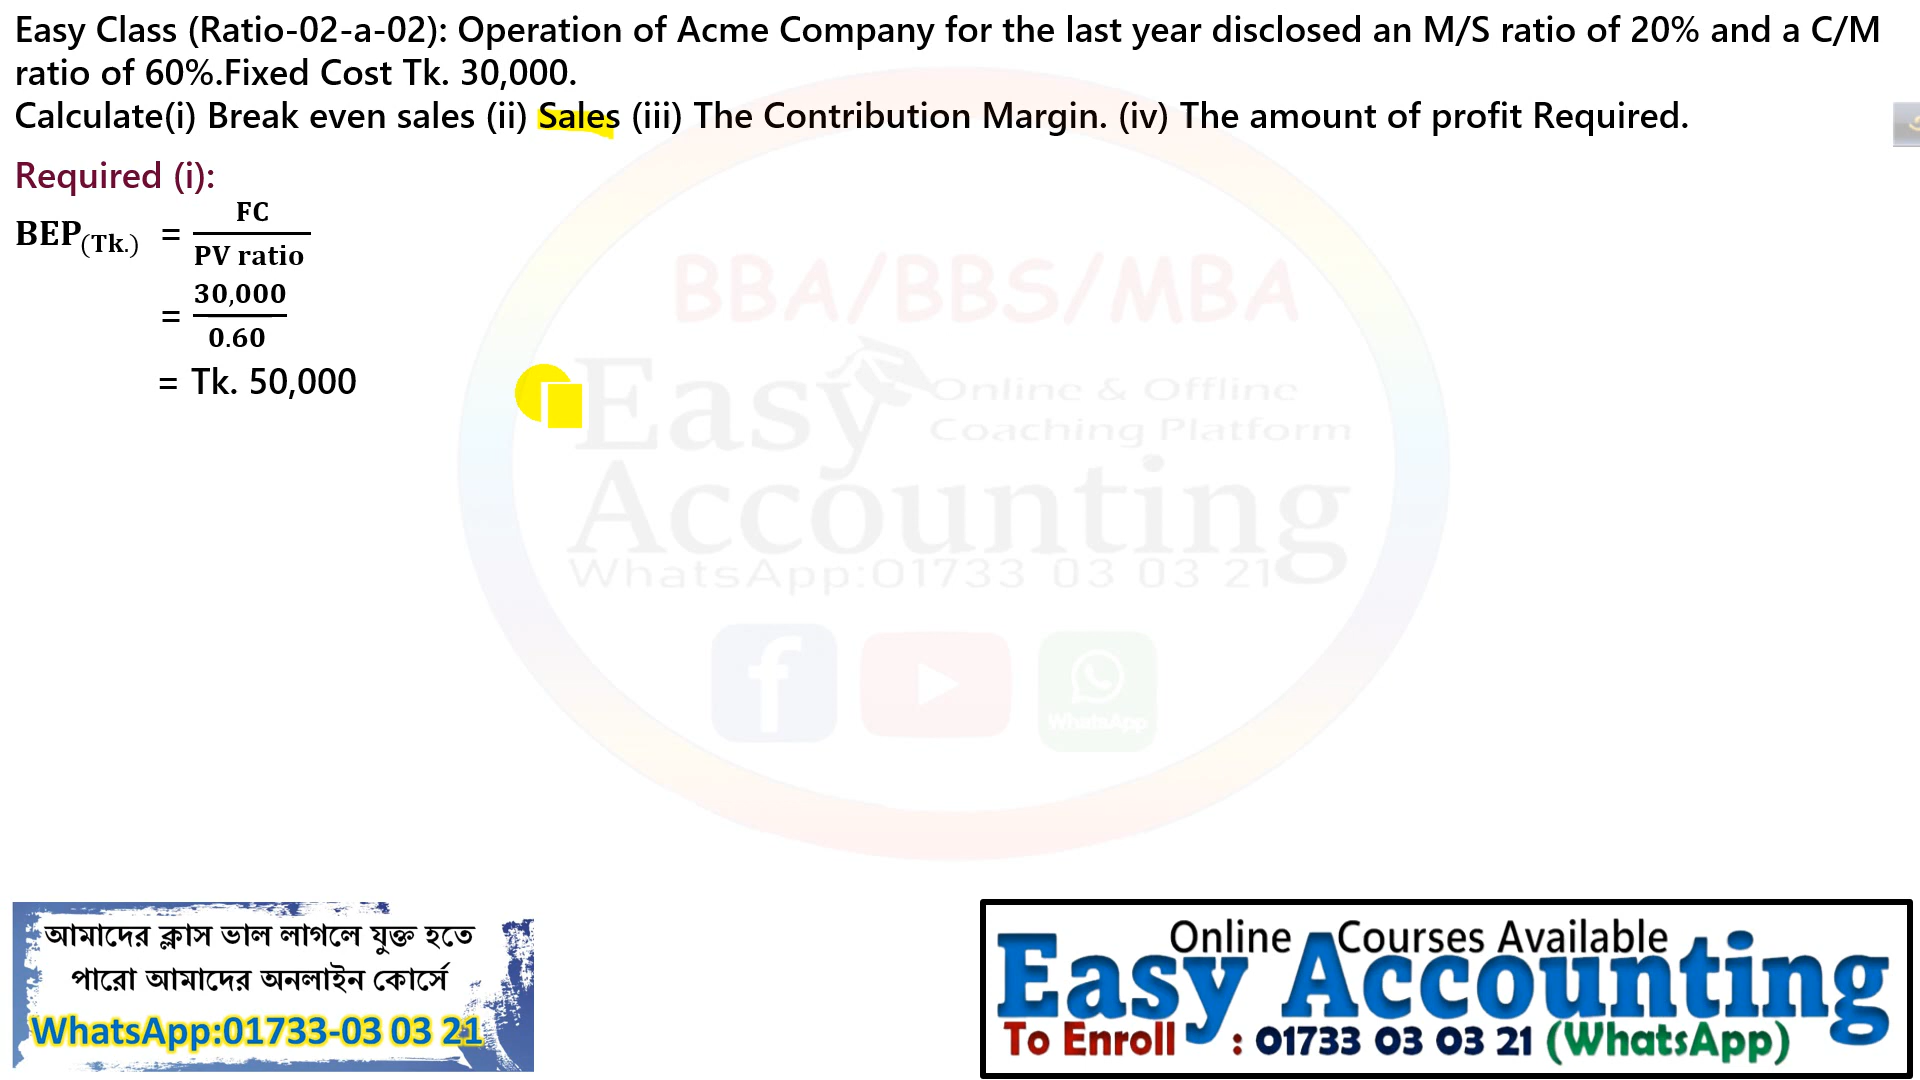 Easy Class (Ratio-02-a-02): Operation of Acme Company for the last year disclosed an M/S ratio of 20% and a C/M
ratio of 60%.Fixed Cost Tk. 30,000.
Calculate(i) Break even sales (ii) Sales (iii) The Contribution Margin. (iv) The amount of profit Required.
Required (i):
BEP(Tk.) = FC / PV ratio
= 30,000 / 0.60
= Tk. 50,000
BBA/BBS/MBA
Easy Online & Offline
Coaching Platform
Accounting
WhatsApp:01733 03 03 21
f
WhatsApp
আমাদের ক্লাস ভাল লাগলে যুক্ত হতে
পারো আমাদের অনলাইন কোর্সে
WhatsApp:01733-03 03 21
Online Courses Available
Easy Accounting
To Enroll : 01733 03 03 21 (WhatsApp)